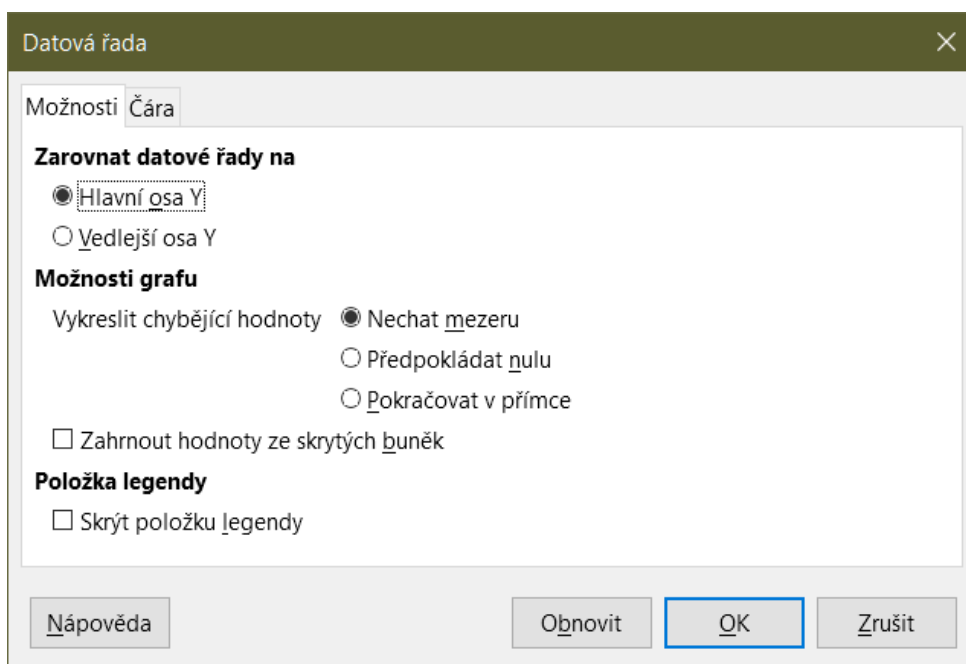 Datová řada
Možnosti Čára
Zarovnat datové řady na
Hlavní osa Y
Vedlejší osa Y
Možnosti grafu
Vykreslit chybějící hodnoty Nechat mezeru
Předpokládat nulu
Pokračovat v přímce
Zahrnout hodnoty ze skrytých buněk
Položka legendy
Skrýt položku legendy
Nápověda Obnovit OK Zrušit